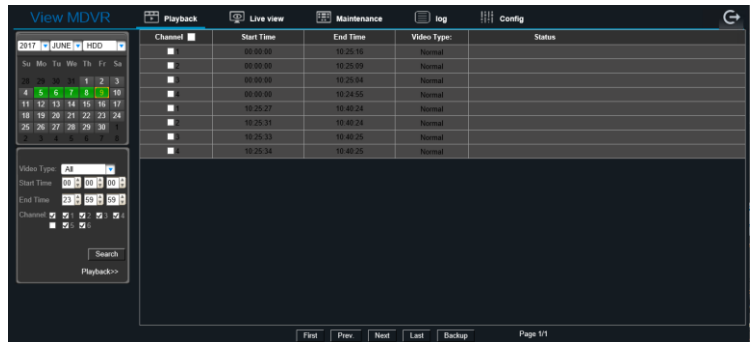 View MDVR
Playback Live view Maintenance log Config
2017 JUNE HDD
Su Mo Tu We Th Fr Sa
28 29 30 31 1 2 3
4 5 6 7 8 9 10
11 12 13 14 15 16 17
18 19 20 21 22 23 24
25 26 27 28 29 30 1
2 3 4 5 6 7 8
Video Type: All
Start Time 00 : 00 : 00
End Time 23 : 59 : 59
Channel 1 2 3 4
5 6
Search
Playback>>
Channel Start Time End Time Video Type: Status
1 00:00:00 10:25:16 Normal
2 00:00:00 10:25:09 Normal
3 00:00:00 10:25:04 Normal
4 00:00:00 10:24:55 Normal
1 10:25:27 10:40:24 Normal
2 10:25:31 10:40:24 Normal
3 10:25:33 10:40:25 Normal
4 10:25:34 10:40:25 Normal
First Prev. Next Last Backup Page 1/1